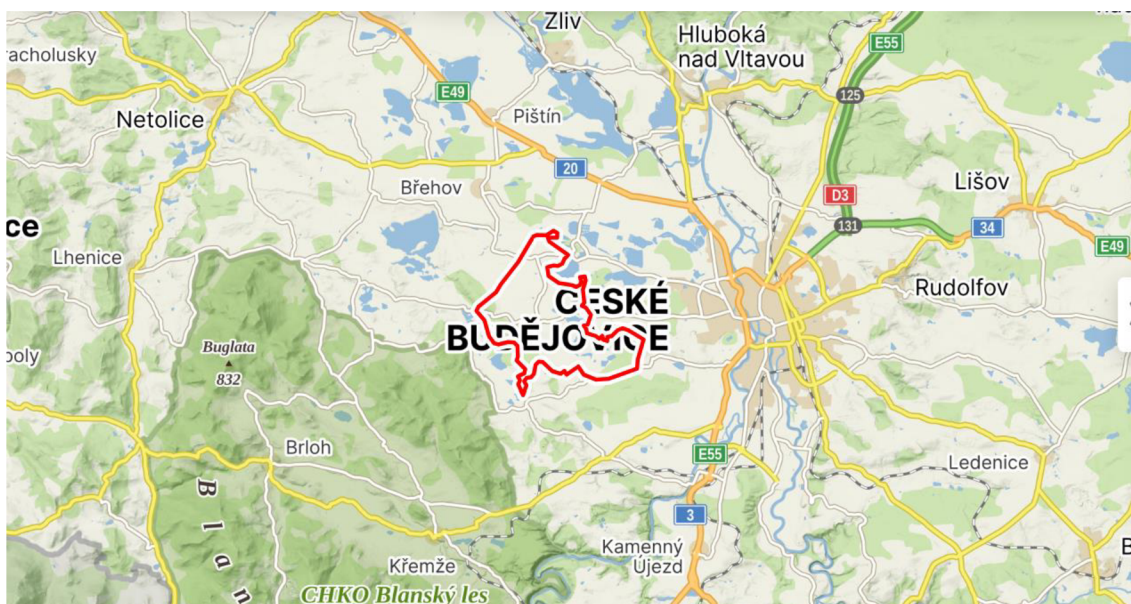 Zliv
Hluboká
nad Vltavou
E55
racholusky
E49
125
Netolice
Pištín
20
Břehov
D3
Lišov
ce
131
34
E49
Lhenice
ČESKÉ
BUDĚJOVICE
Rudolfov
Buglata
832
poly
Brloh
E55
Ledenice
3
Kamenný
Újezd
Křemže
B l a n
CHKO Blanský les
B